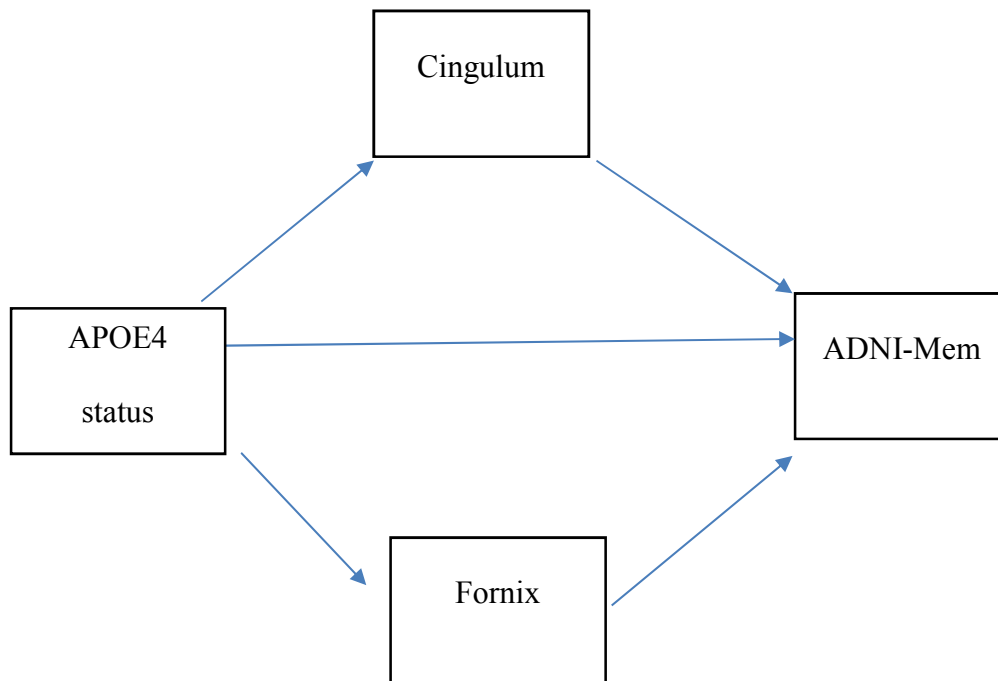 Cingulum
APOE4
status
ADNI-Mem
Fornix